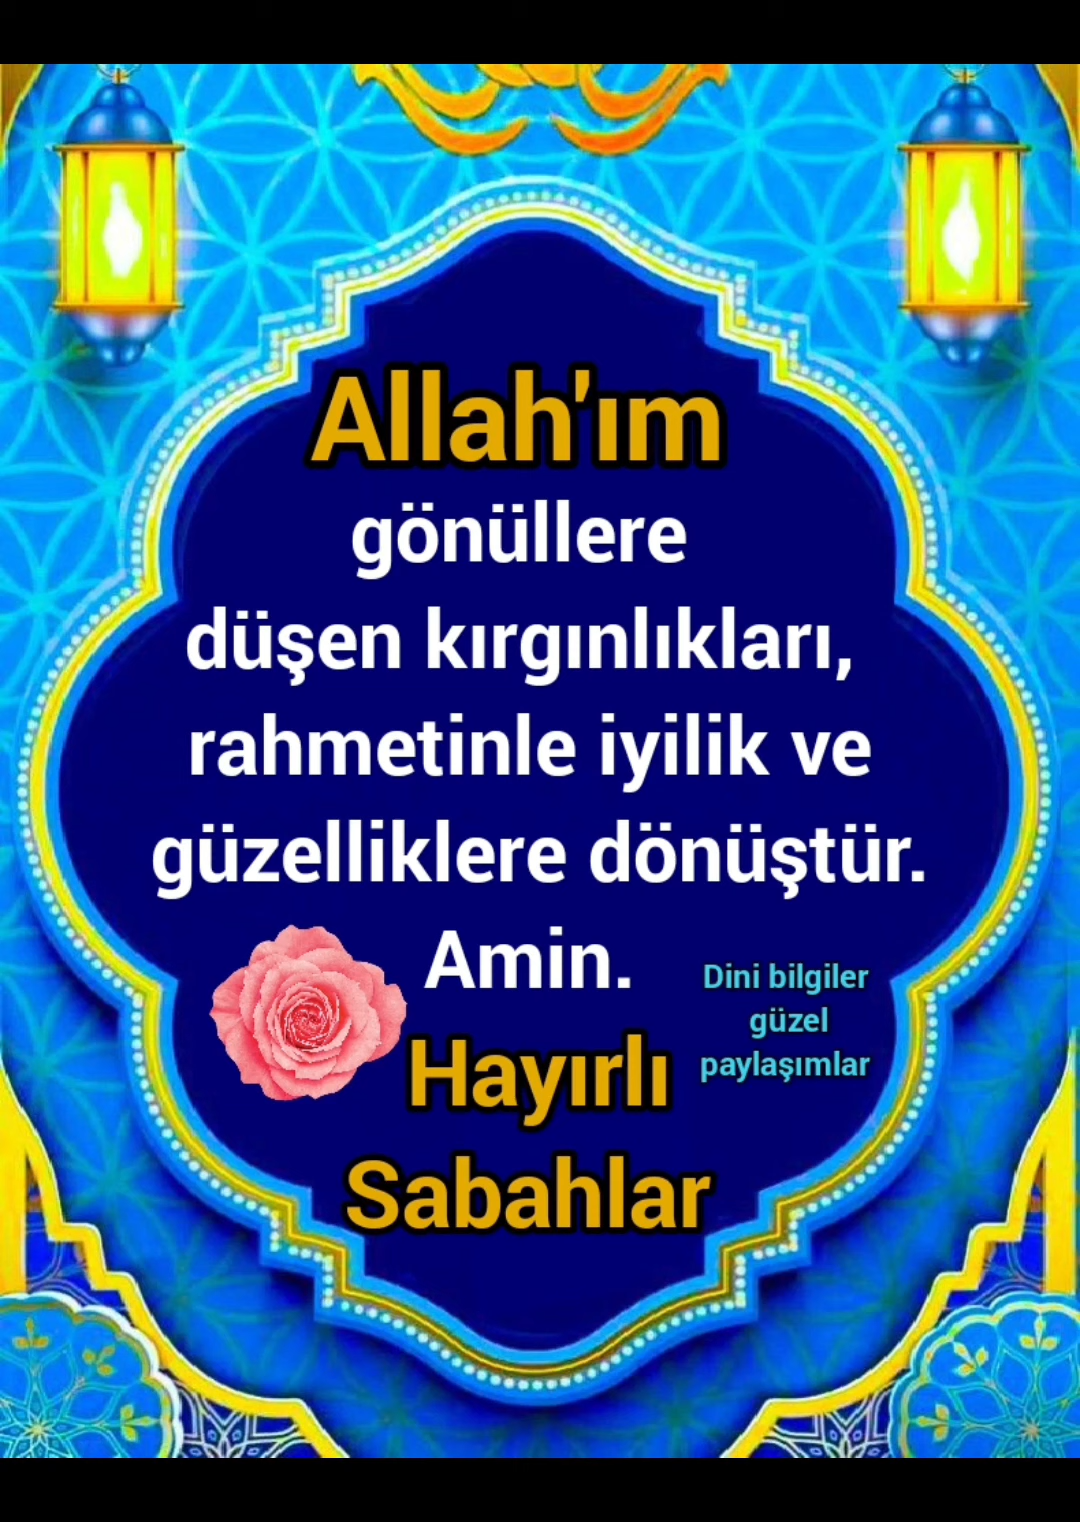 Allah'ım
gönüllere
düşen kırgınlıkları,
rahmetinle iyilik ve
güzelliklere dönüştür.
Amin.
Dini bilgiler
güzel
paylaşımlar
Hayırlı
Sabahlar